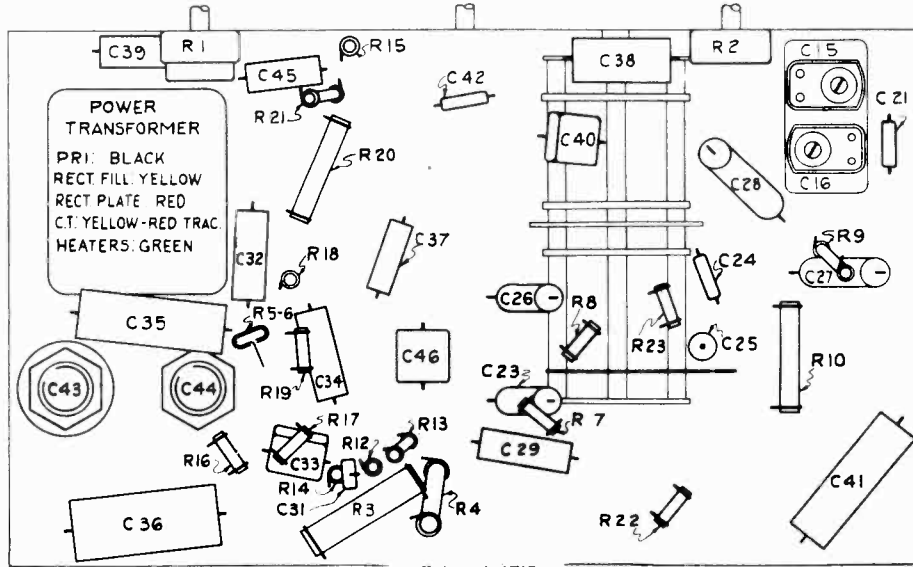 C39
R1
R15
C45
C42
C38
R2
C15
C21
R21
R20
C40
C28
C16
POWER
TRANSFORMER
PRI: BLACK
RECT. FILL: YELLOW
RECT PLATE: RED
C.T: YELLOW-RED TRAC.
HEATERS: GREEN
C32
R18
C37
C24
R9
C27
C26
R8
R23
C25
C35
R5-6
R19
C34
C46
R10
C43
C44
C23
R7
R17
R12
R13
R16
C33
C29
R14
C31
R3
R4
C41
C36
R22